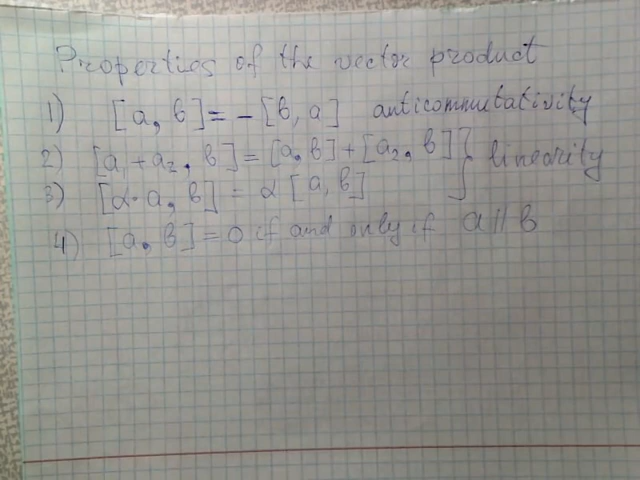 Properties of the vector product
1) [a, b] = - [b, a] anticommutativity
2) [a₁ + a₂, b] = [a, b] + [a₂, b] } linearity
3) [α · a, b] = α [a, b]
4) [a, b] = 0 if and only if a || b